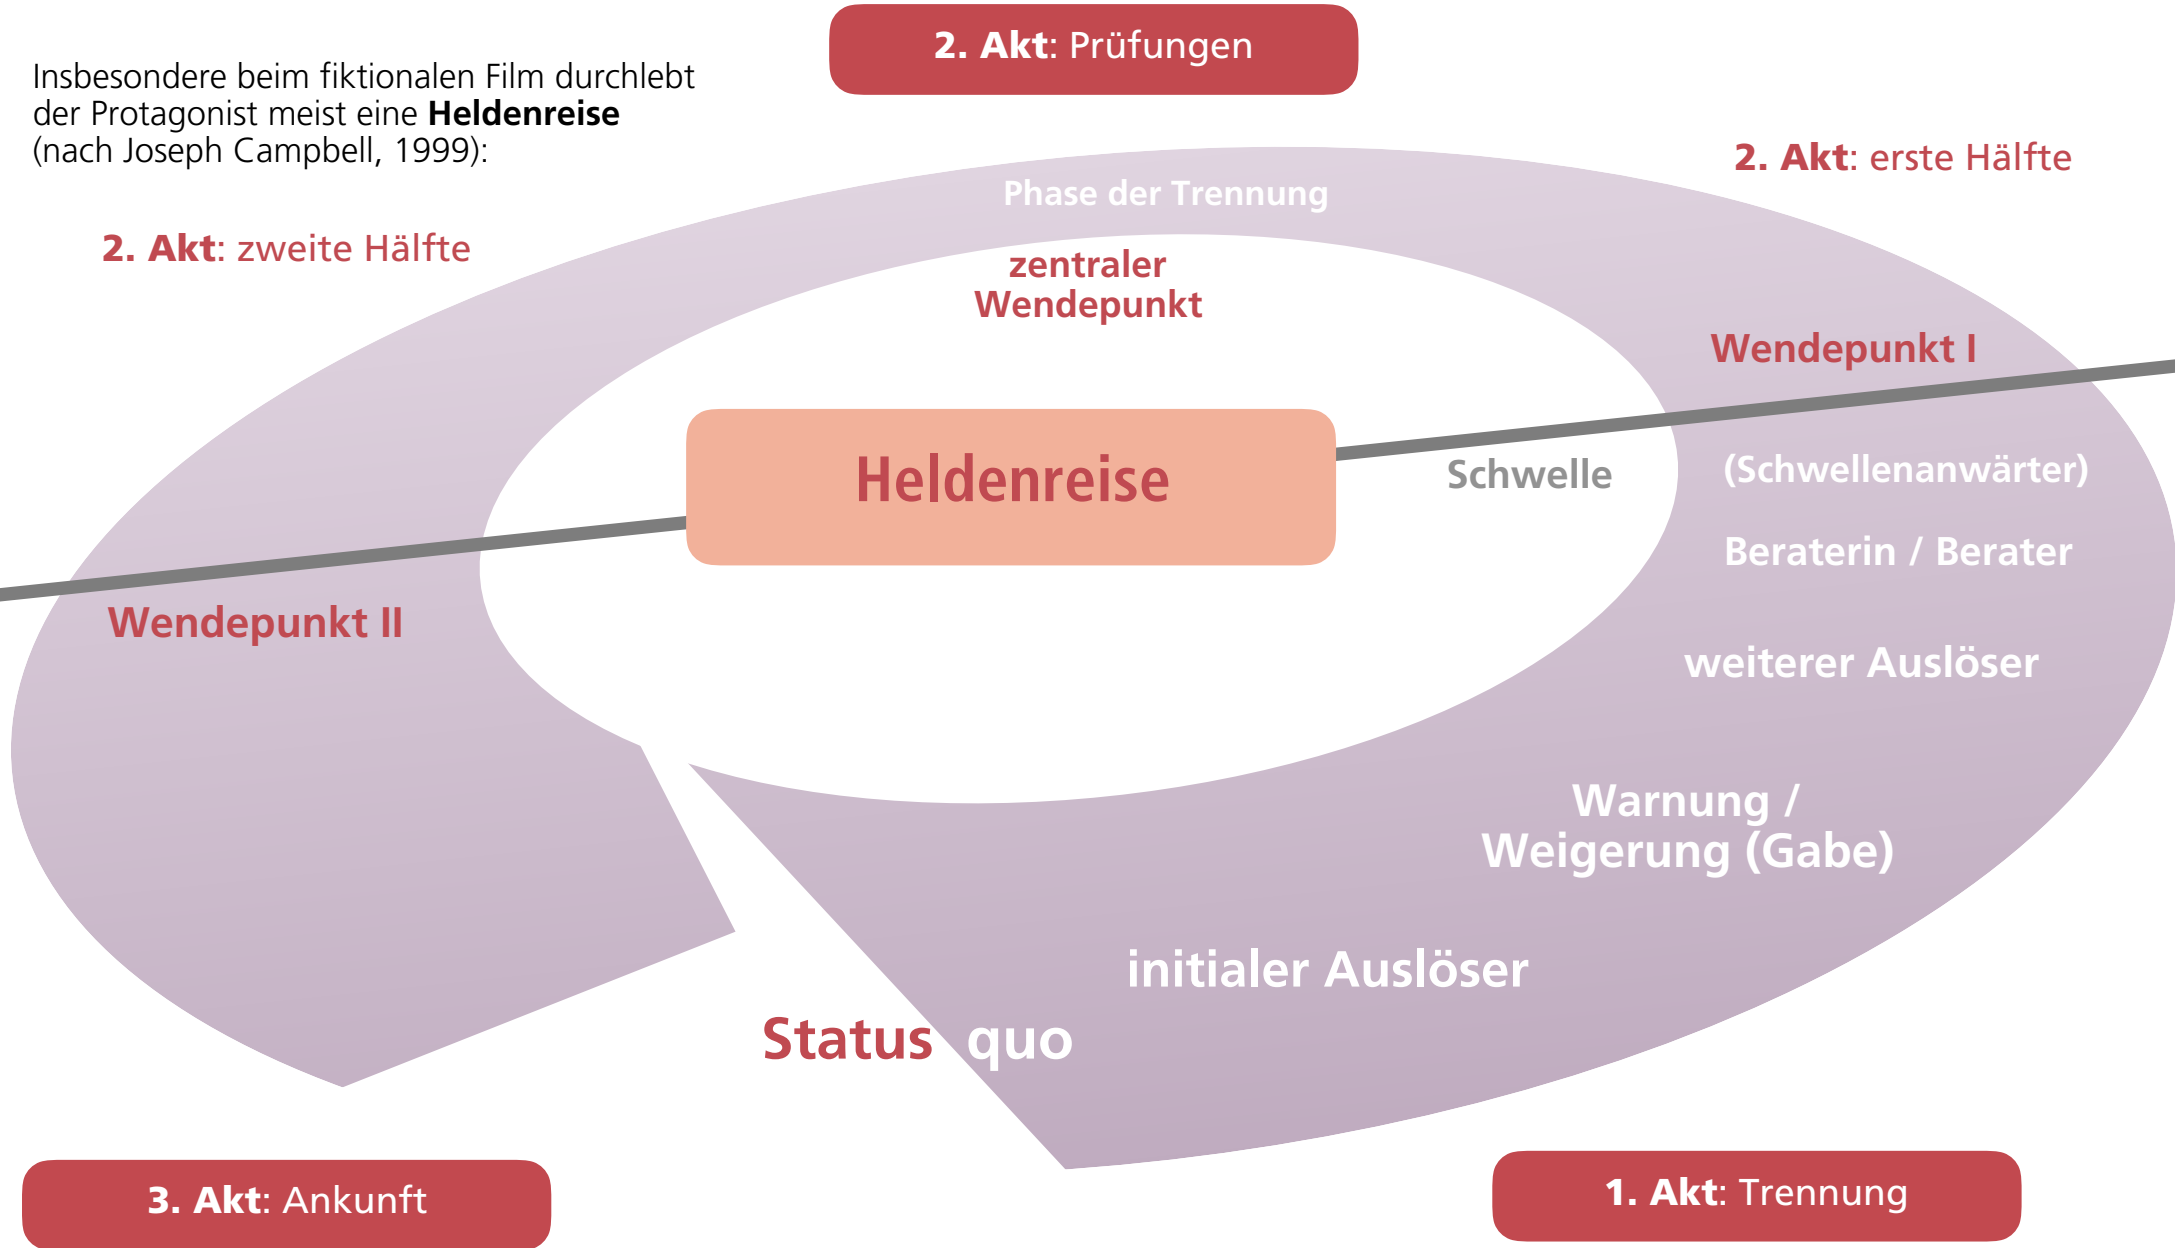 2. Akt: Prüfungen
Insbesondere beim fiktionalen Film durchlebt
der Protagonist meist eine Heldenreise
(nach Joseph Campbell, 1999):
2. Akt: erste Hälfte
Phase der Trennung
2. Akt: zweite Hälfte
zentraler
Wendepunkt
Wendepunkt I
Heldenreise
Schwelle
(Schwellenanwärter)
Beraterin / Berater
Wendepunkt II
weiterer Auslöser
Warnung /
Weigerung (Gabe)
initialer Auslöser
Status quo
3. Akt: Ankunft
1. Akt: Trennung